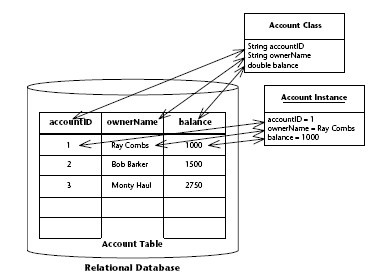 Account Class
String accountID
String ownerName
double balance
Account Instance
accountID = 1
ownerName = Ray Combs
balance = 1000
accountID ownerName balance
1 Ray Combs 1000
2 Bob Barker 1500
3 Monty Haul 2750
Account Table
Relational Database